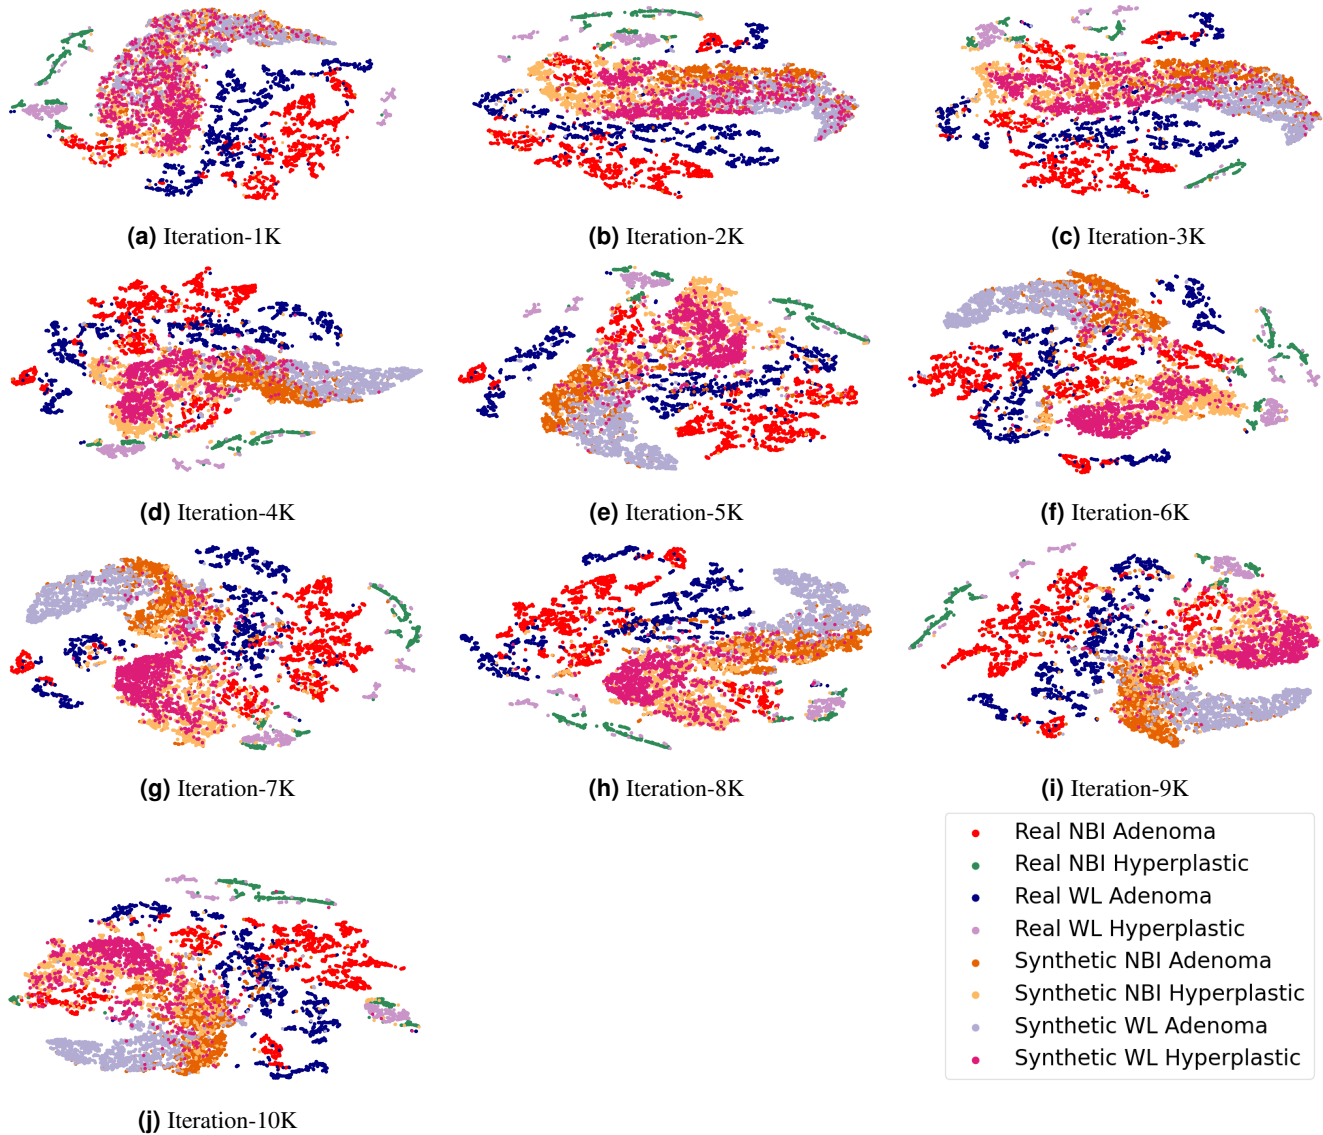 (a) Iteration-1K
(b) Iteration-2K
(c) Iteration-3K
(d) Iteration-4K
(e) Iteration-5K
(f) Iteration-6K
(g) Iteration-7K
(h) Iteration-8K
(i) Iteration-9K
Real NBI Adenoma
Real NBI Hyperplastic
Real WL Adenoma
Real WL Hyperplastic
Synthetic NBI Adenoma
Synthetic NBI Hyperplastic
Synthetic WL Adenoma
Synthetic WL Hyperplastic
(j) Iteration-10K